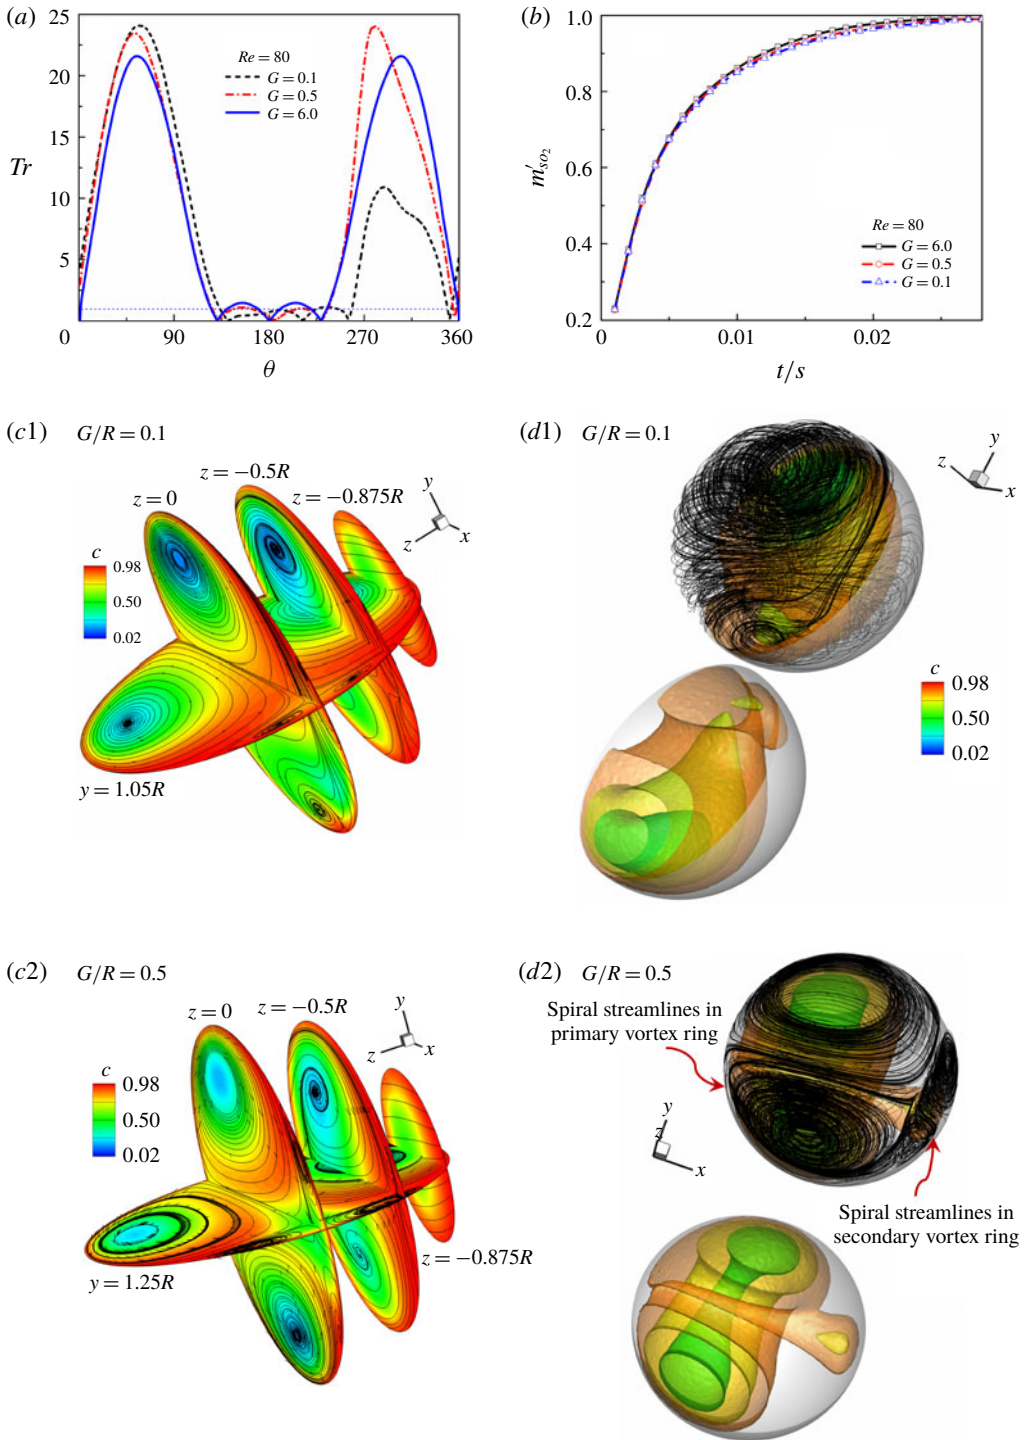 (a)
25
20
15
10
5
0
90
180
270
360
Tr
θ
Re = 80
G = 0.1
G = 0.5
G = 6.0
(b)
1.0
0.8
0.6
0.4
0.2
0
0.01
0.02
m′so2
t/s
Re = 80
G = 6.0
G = 0.5
G = 0.1
(c1) G/R = 0.1
z = 0
z = −0.5R
z = −0.875R
y
z
x
c
0.98
0.50
0.02
y = 1.05R
(d1) G/R = 0.1
y
z
x
c
0.98
0.50
0.02
(c2) G/R = 0.5
z = 0
z = −0.5R
y
z
x
c
0.98
0.50
0.02
z = −0.875R
y = 1.25R
(d2) G/R = 0.5
Spiral streamlines in
primary vortex ring
y
z
x
Spiral streamlines in
secondary vortex ring